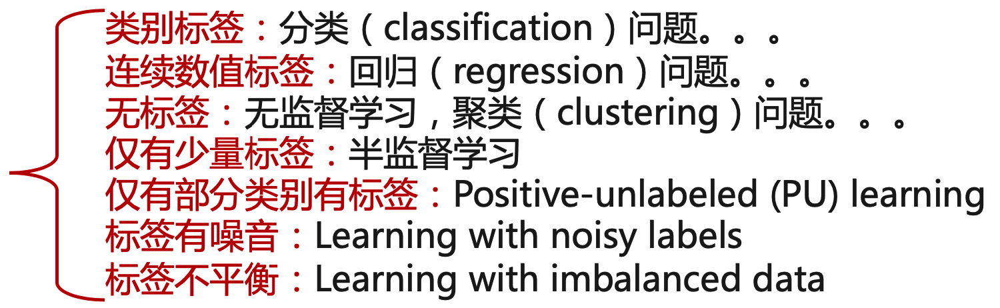 类别标签：分类（classification）问题。。。
连续数值标签：回归（regression）问题。。。
无标签：无监督学习，聚类（clustering）问题。。。
仅有少量标签：半监督学习
仅有部分类别有标签：Positive-unlabeled (PU) learning
标签有噪音：Learning with noisy labels
标签不平衡：Learning with imbalanced data